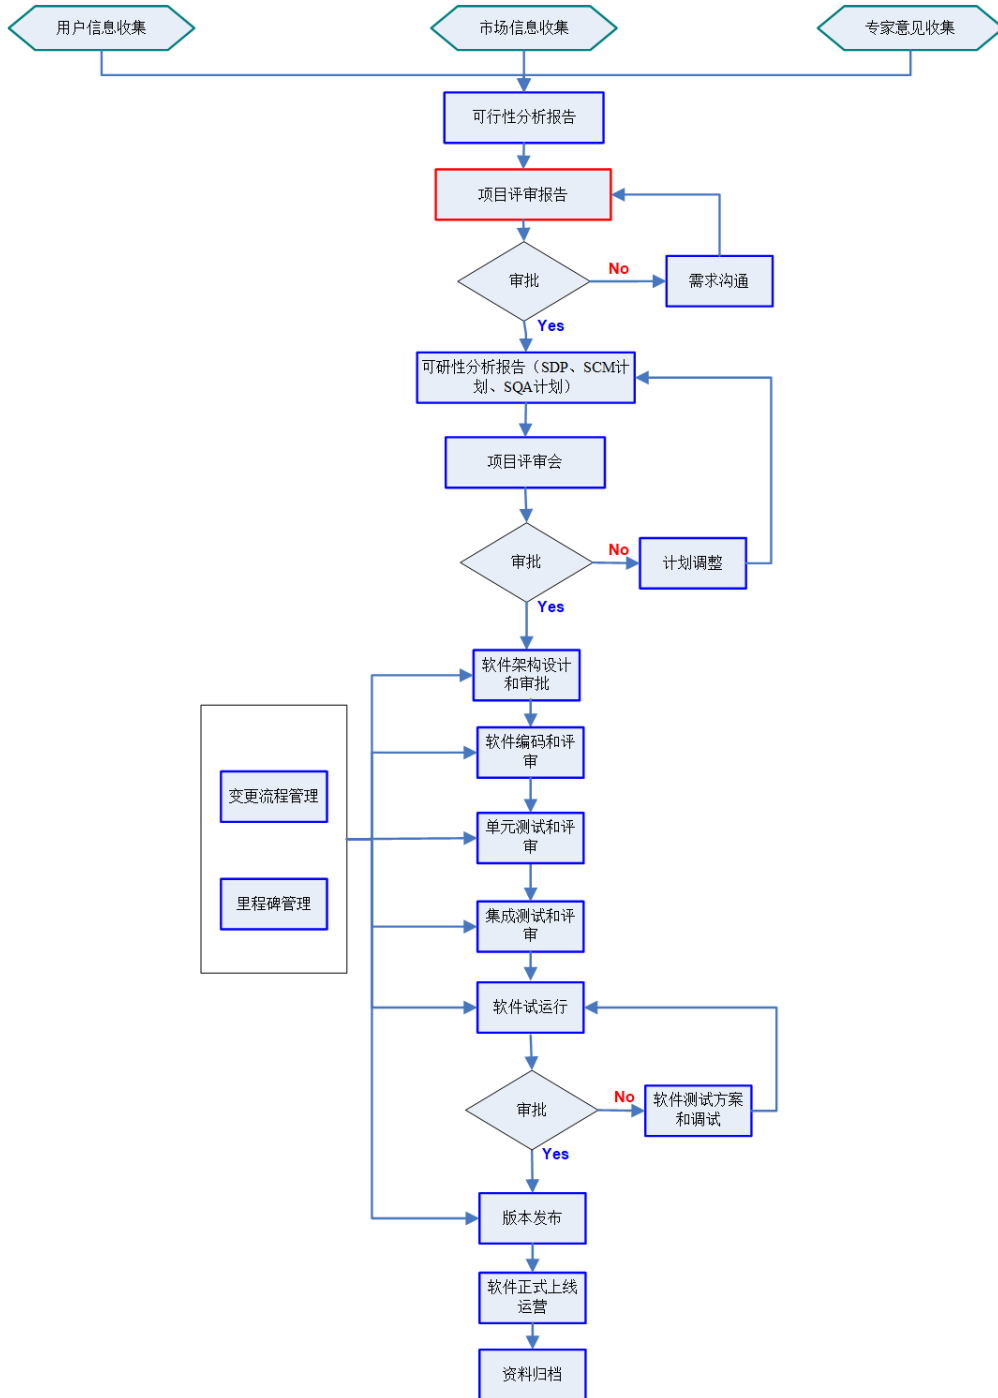 用户信息收集
市场信息收集
专家意见收集
可行性分析报告
项目评审报告
审批
No
需求沟通
Yes
可研性分析报告（SDP、SCM计
划、SQA计划）
项目评审会
审批
No
计划调整
Yes
软件架构设计
和审批
软件编码和评
审
变更流程管理
单元测试和评
审
里程碑管理
集成测试和评
审
软件试运行
审批
No
软件测试方案
和调试
Yes
版本发布
软件正式上线
运营
资料归档